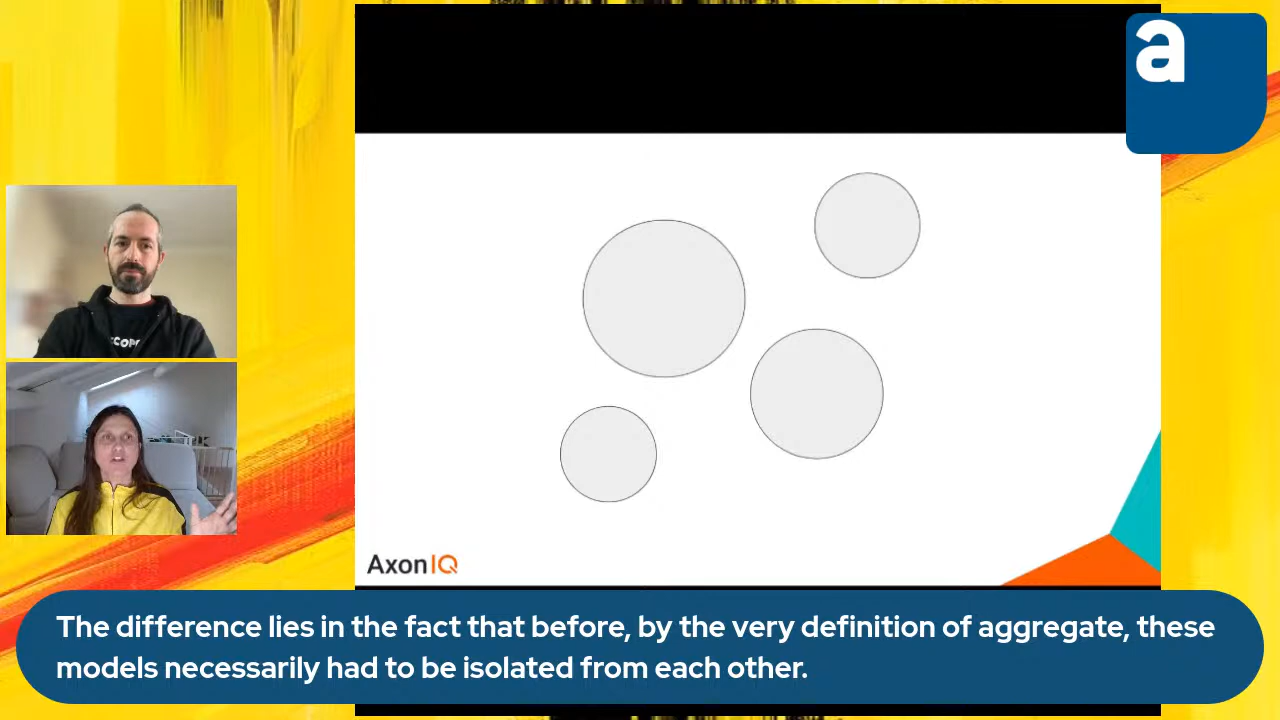 a
AxonIQ
The difference lies in the fact that before, by the very definition of aggregate, these
models necessarily had to be isolated from each other.